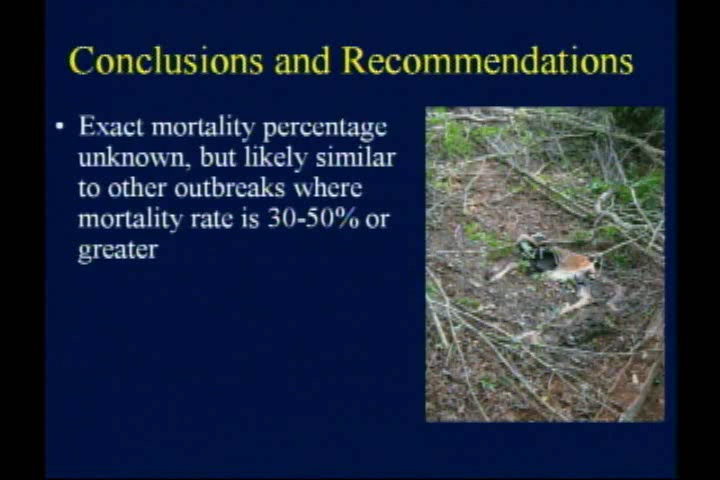 Conclusions and Recommendations
• Exact mortality percentage
unknown, but likely similar
to other outbreaks where
mortality rate is 30-50% or
greater